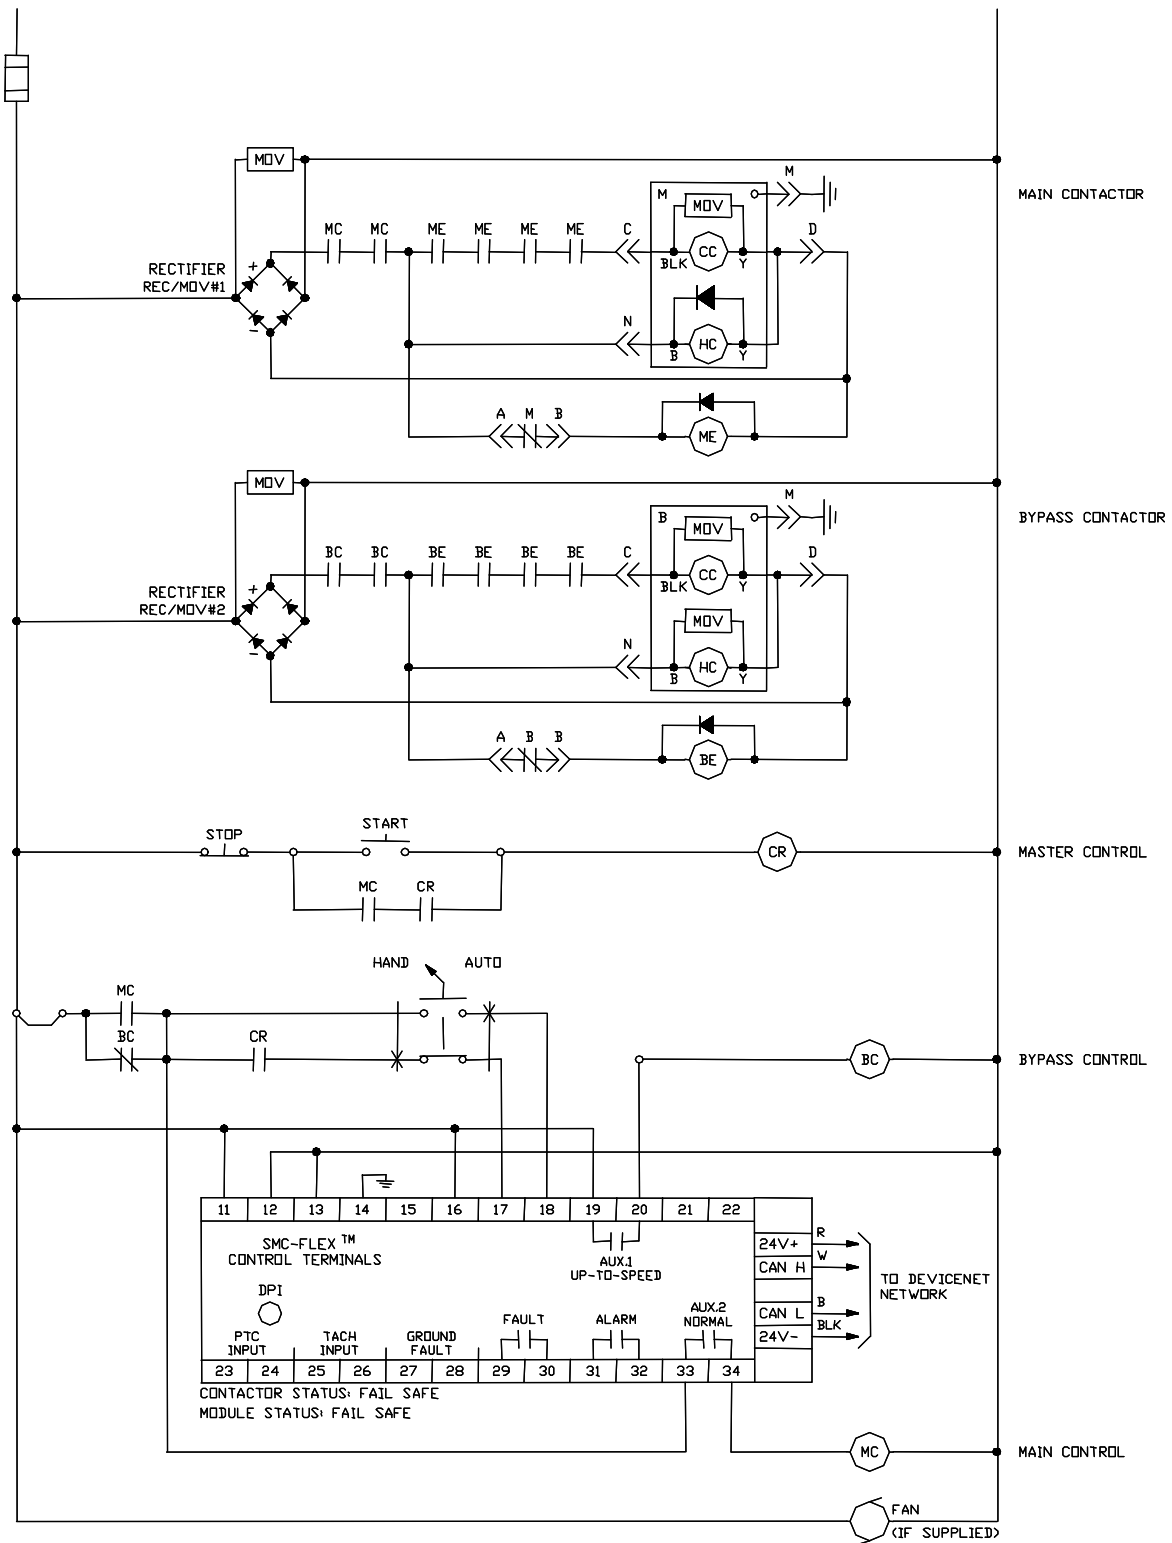 MOV
M
MAIN CONTACTOR
M
MOV
MC MC ME ME ME ME C D
CC
BLK Y
RECTIFIER +
REC/MOV#1
N
-
HC
B Y
A M B
ME
MOV
M
BYPASS CONTACTOR
B
MOV
BC BC BE BE BE BE C D
CC
BLK Y
RECTIFIER +
REC/MOV#2
MOV
N
-
HC
B Y
A B B
BE
STOP START
CR MASTER CONTROL
MC CR
HAND AUTO
MC
BC CR
BC BYPASS CONTROL
11 12 13 14 15 16 17 18 19 20 21 22
SMC-FLEX™
CONTROL TERMINALS
AUX.1
UP-TO-SPEED
24V+ R
CAN H W
CAN L B
24V- BLK
TO DEVICENET
NETWORK
DPI
PTC
INPUT
TACH
INPUT
GROUND
FAULT
FAULT
ALARM
AUX.2
NORMAL
23 24 25 26 27 28 29 30 31 32 33 34
CONTACTOR STATUS: FAIL SAFE
MODULE STATUS: FAIL SAFE
MC MAIN CONTROL
FAN
(IF SUPPLIED)